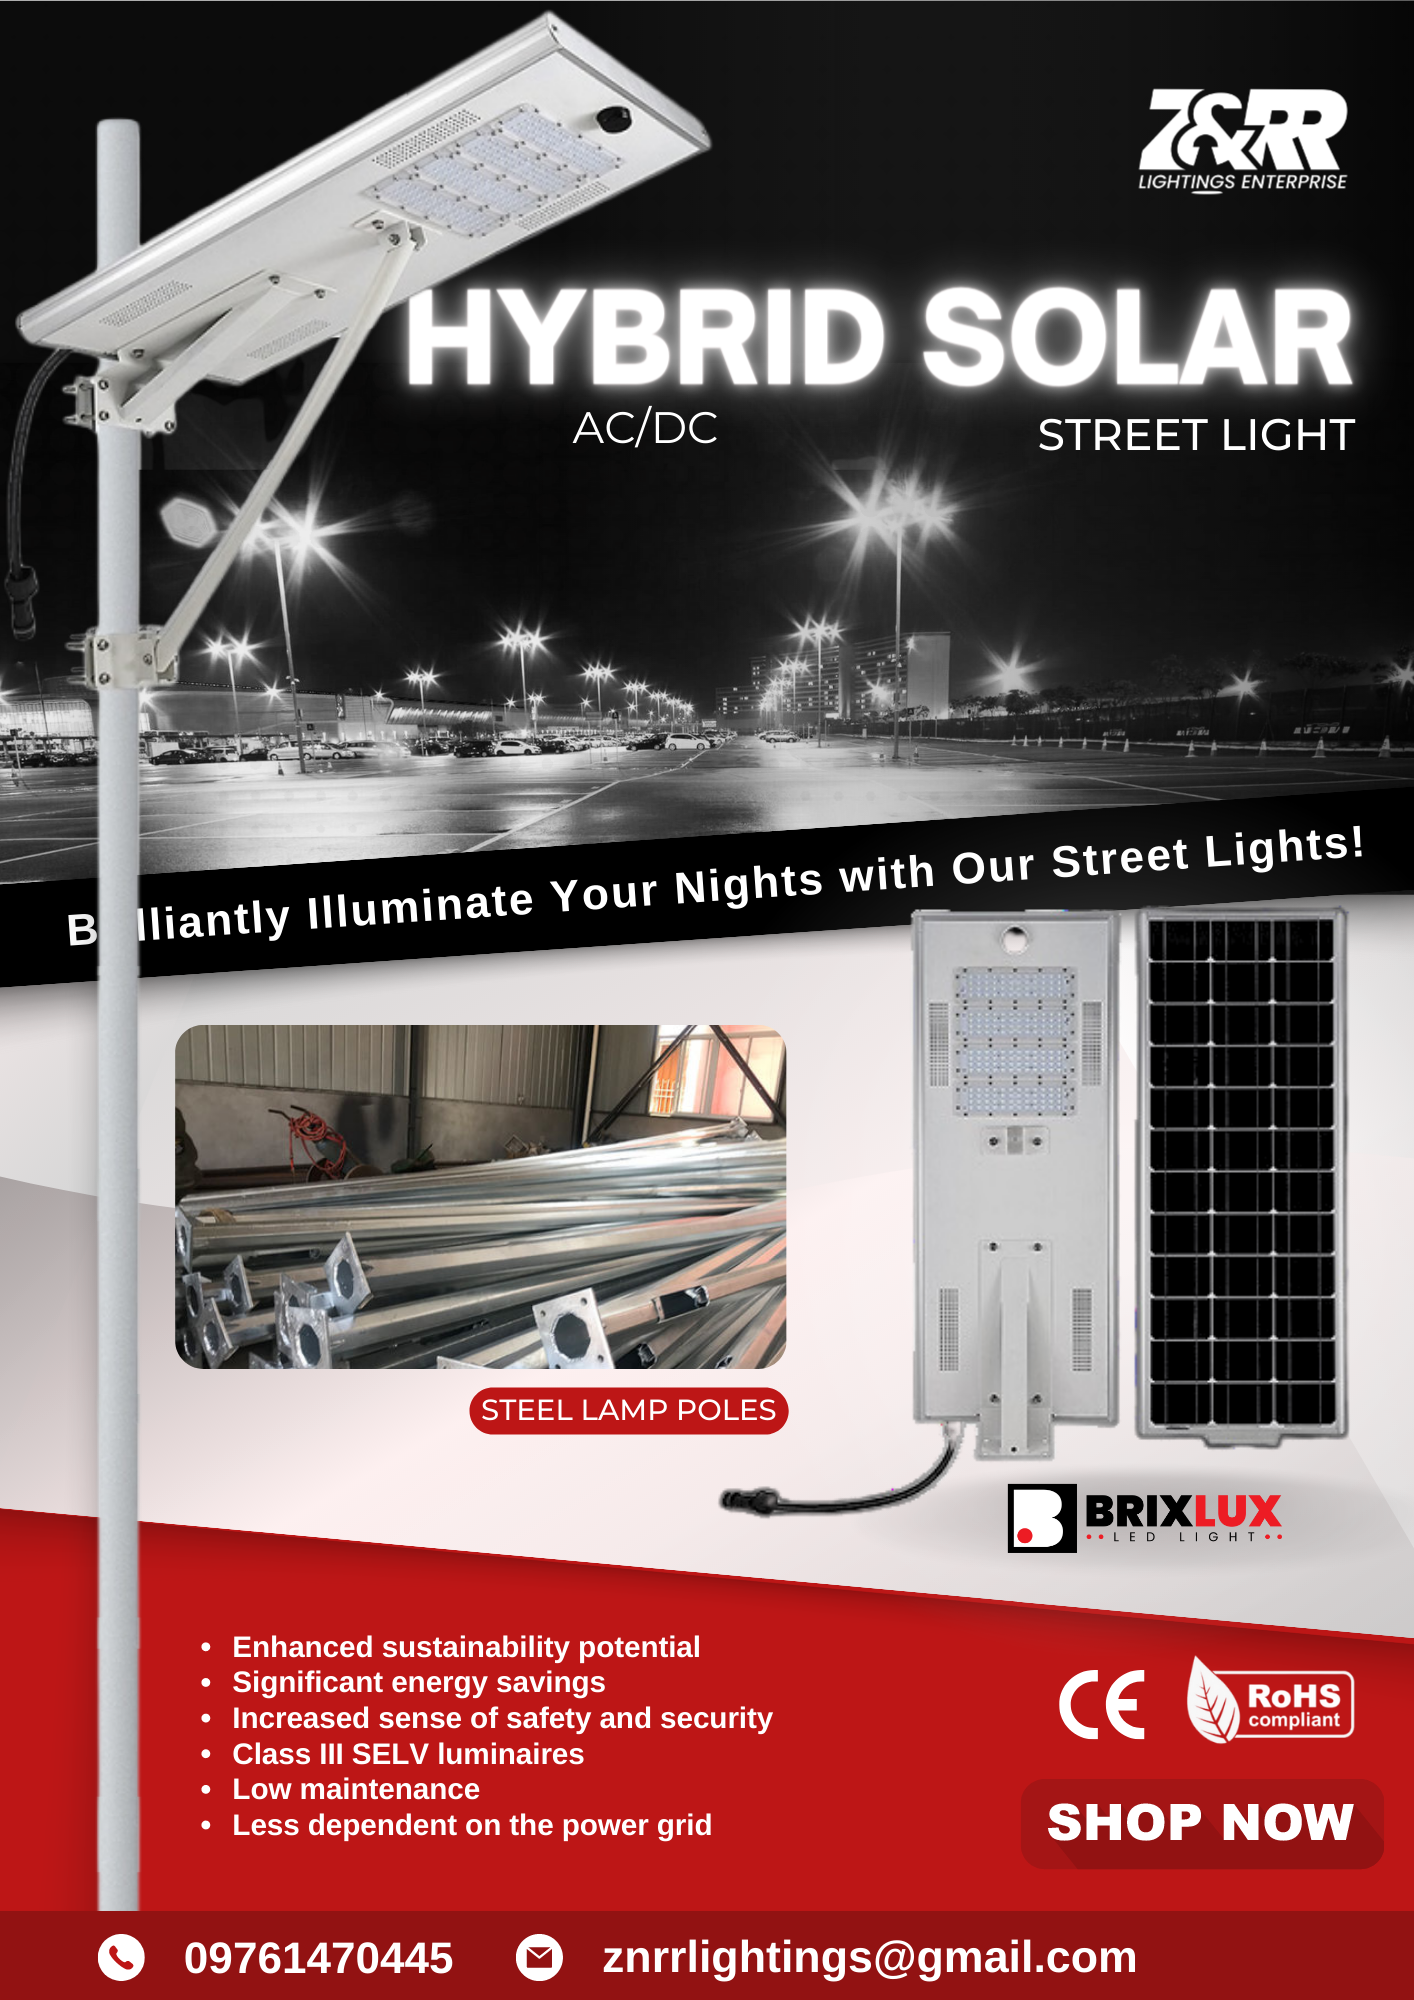 Z&RR
LIGHTINGS ENTERPRISE
HYBRID SOLAR
AC/DC
STREET LIGHT
B lliantly Illuminate Your Nights with Our Street Lights!
STEEL LAMP POLES
BRIXLUX
LED LIGHT
• Enhanced sustainability potential
• Significant energy savings
• Increased sense of safety and security
• Class III SELV luminaires
• Low maintenance
• Less dependent on the power grid
CE
RoHS
compliant
SHOP NOW
09761470445
znrrlightings@gmail.com